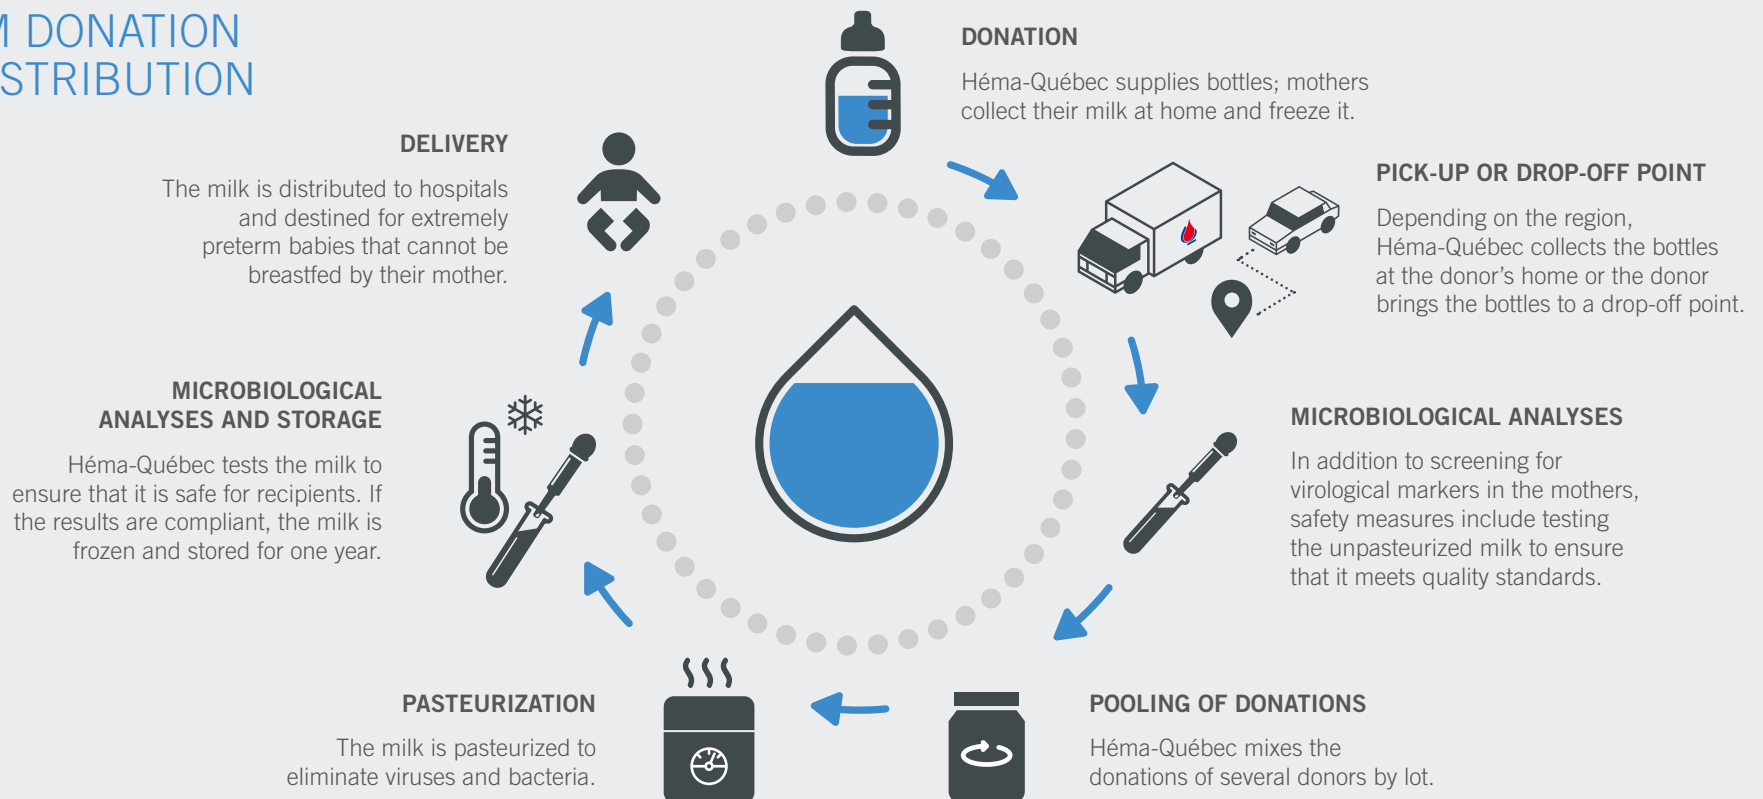 M DONATION
STRIBUTION
DONATION
Héma-Québec supplies bottles; mothers
collect their milk at home and freeze it.
PICK-UP OR DROP-OFF POINT
Depending on the region,
Héma-Québec collects the bottles
at the donor’s home or the donor
brings the bottles to a drop-off point.
MICROBIOLOGICAL ANALYSES
In addition to screening for
virological markers in the mothers,
safety measures include testing
the unpasteurized milk to ensure
that it meets quality standards.
POOLING OF DONATIONS
Héma-Québec mixes the
donations of several donors by lot.
PASTEURIZATION
The milk is pasteurized to
eliminate viruses and bacteria.
MICROBIOLOGICAL
ANALYSES AND STORAGE
Héma-Québec tests the milk to
ensure that it is safe for recipients. If
the results are compliant, the milk is
frozen and stored for one year.
DELIVERY
The milk is distributed to hospitals
and destined for extremely
preterm babies that cannot be
breastfed by their mother.